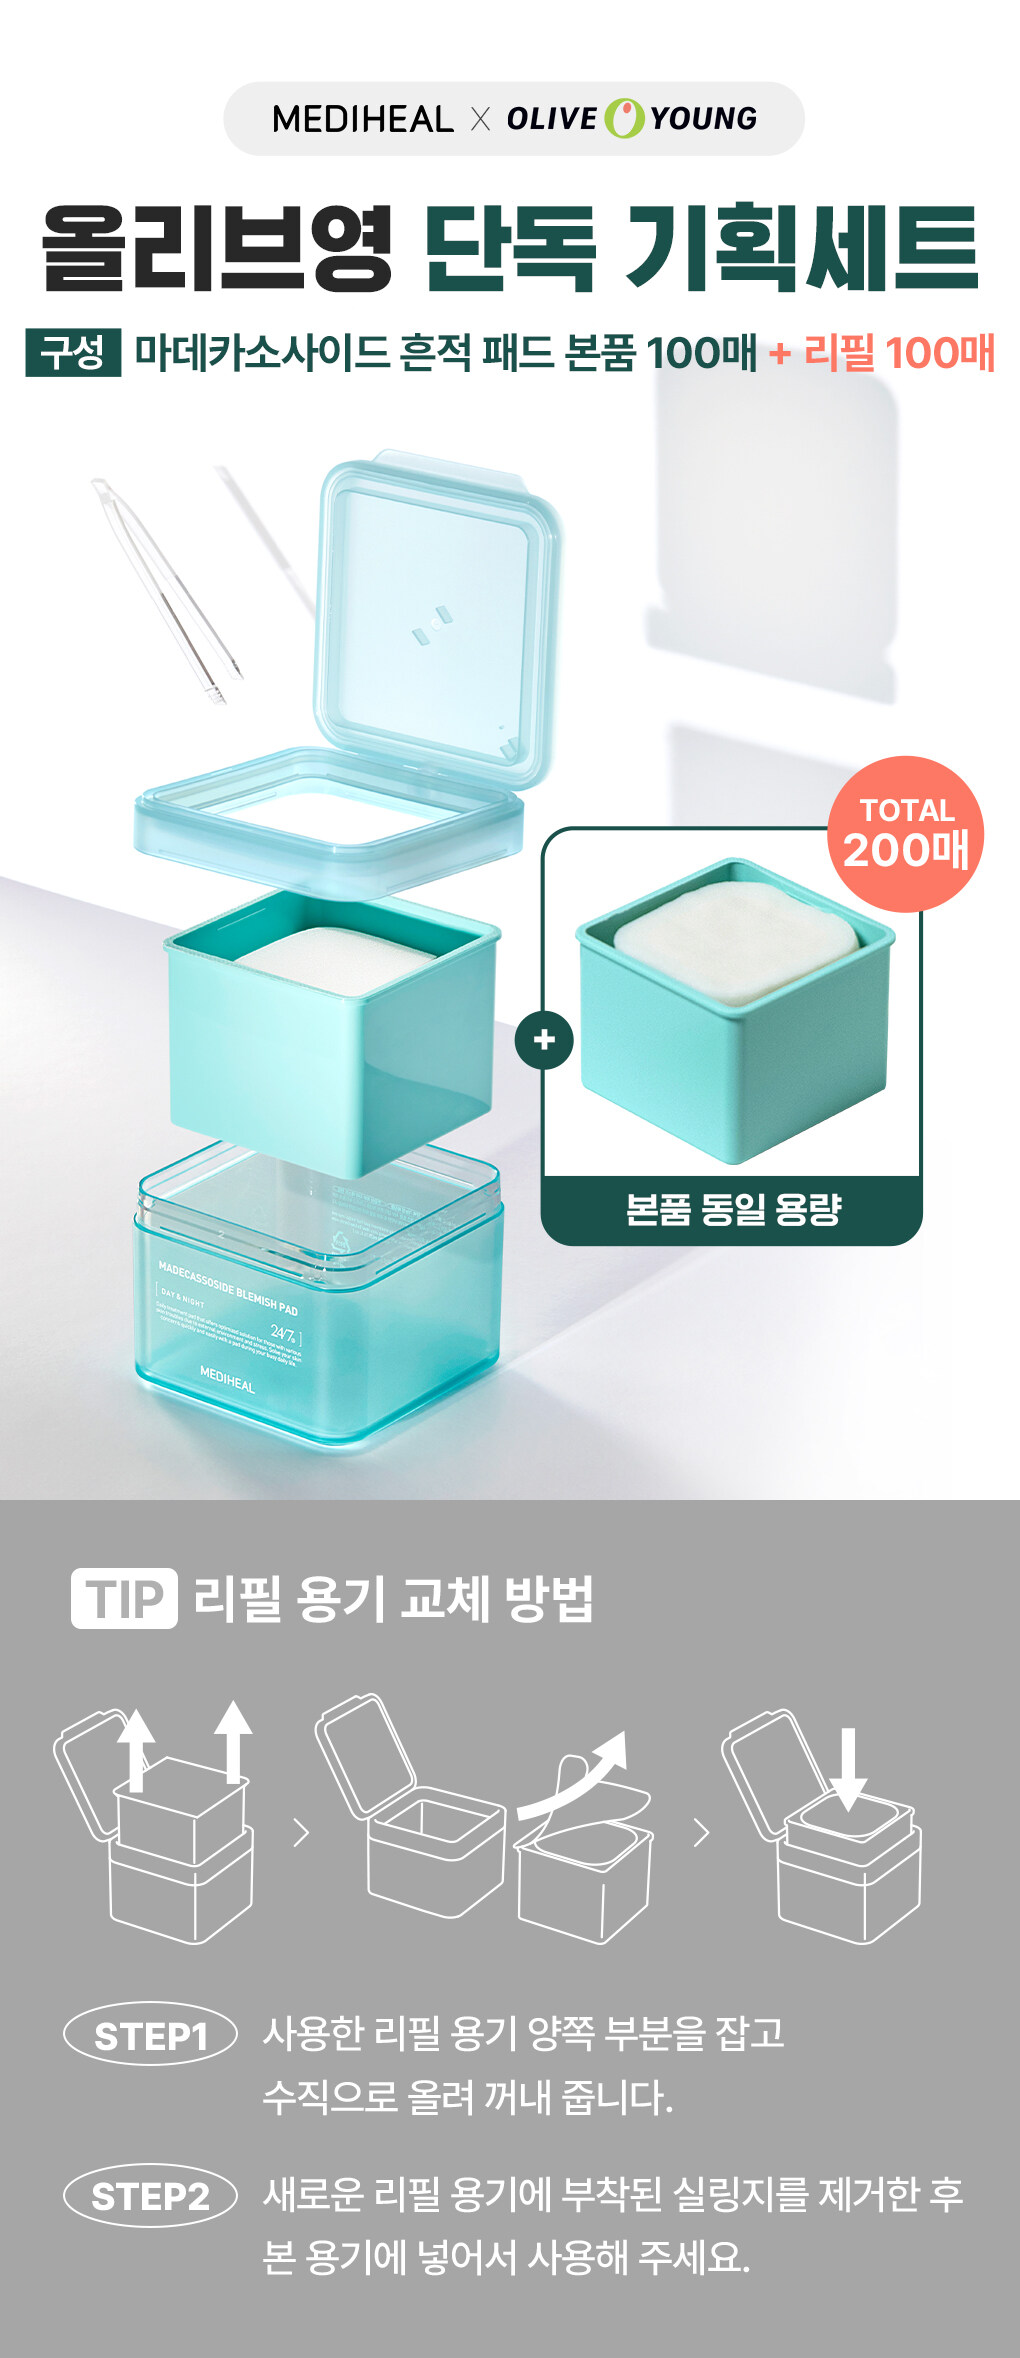 MEDIHEAL X OLIVE YOUNG
올리브영 단독 기획세트
구성 마데카소사이드 흔적 패드 본품 100매 + 리필 100매
TOTAL
200매
+
본품 동일 용량
MADECASSOSIDE BLEMISH PAD
DAY & NIGHT
24/7
MEDIHEAL
TIP 리필 용기 교체 방법
STEP1 사용한 리필 용기 양쪽 부분을 잡고
수직으로 올려 꺼내 줍니다.
STEP2 새로운 리필 용기에 부착된 실링지를 제거한 후
본 용기에 넣어서 사용해 주세요.